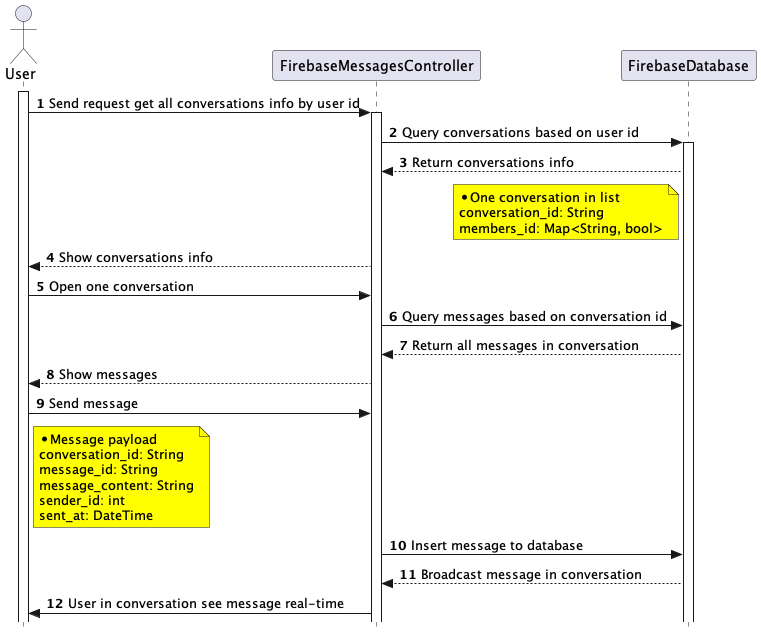 User
FirebaseMessagesController
FirebaseDatabase
1 Send request get all conversations info by user id
2 Query conversations based on user id
3 Return conversations info
•One conversation in list
conversation_id: String
members_id: Map<String, bool>
4 Show conversations info
5 Open one conversation
6 Query messages based on conversation id
7 Return all messages in conversation
8 Show messages
9 Send message
•Message payload
conversation_id: String
message_id: String
message_content: String
sender_id: int
sent_at: DateTime
10 Insert message to database
11 Broadcast message in conversation
12 User in conversation see message real-time